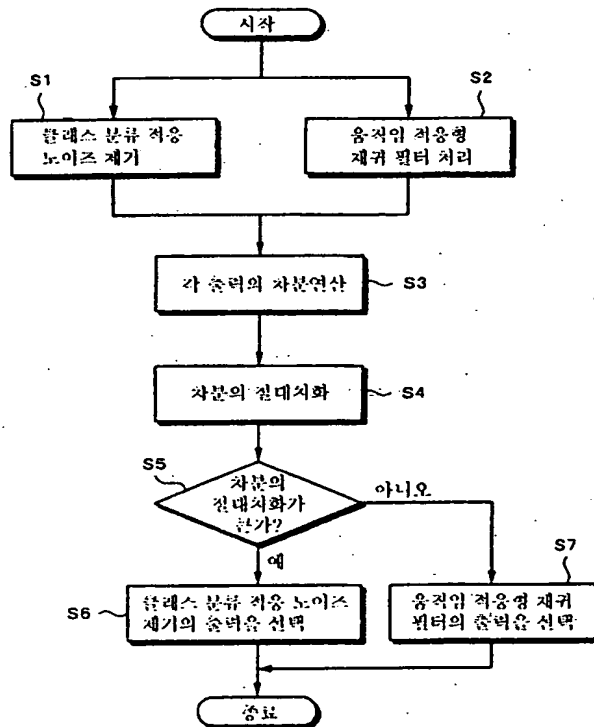 시작
S1
S2
클래스 분류 적응
노이즈 제거
움직임 적응형
재귀 필터 처리
각 출력의 차분연산
S3
차분의 절대치화
S4
S5
차분의
절대치화가
큰가?
아니오
예
S7
S6
클래스 분류 적응 노이즈
제거의 출력을 선택
움직임 적응형 재귀
필터의 출력을 선택
종료